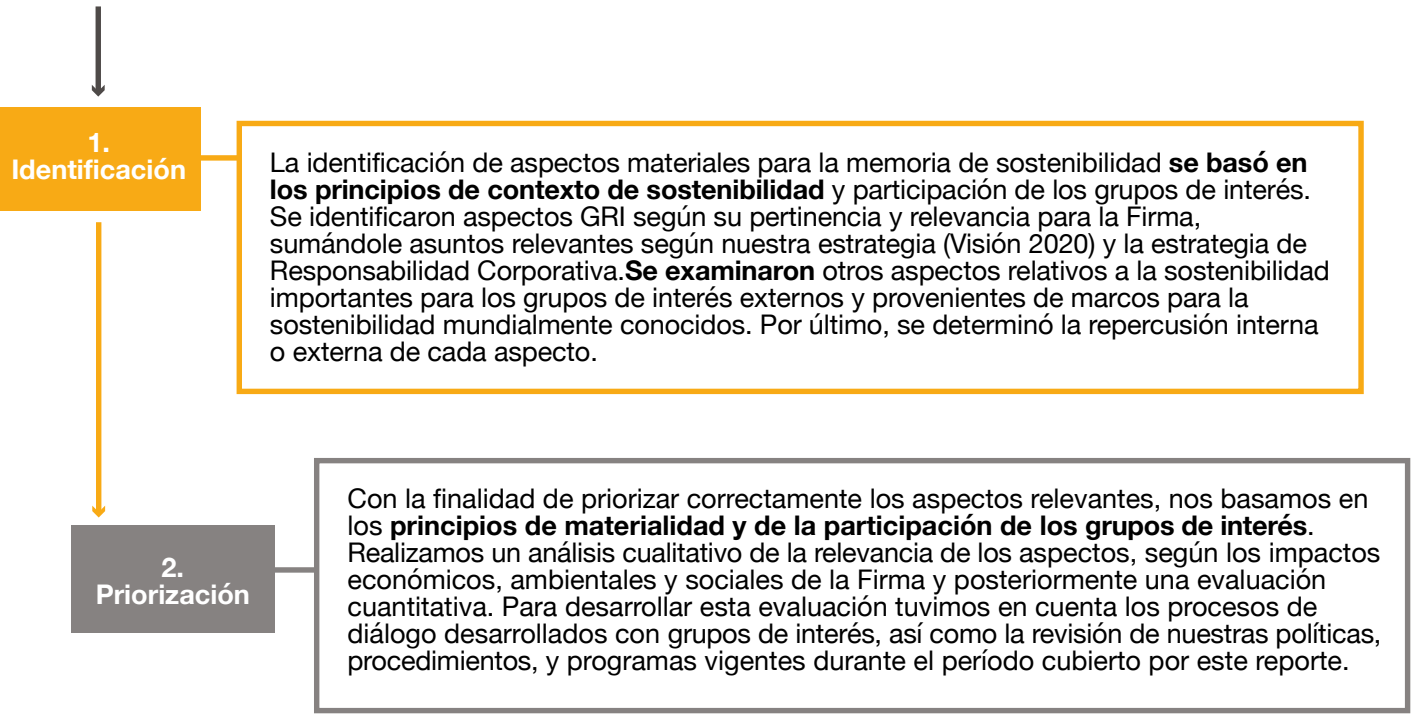 1.
Identificación
La identificación de aspectos materiales para la memoria de sostenibilidad se basó en
los principios de contexto de sostenibilidad y participación de los grupos de interés.
Se identificaron aspectos GRI según su pertinencia y relevancia para la Firma,
sumándole asuntos relevantes según nuestra estrategia (Visión 2020) y la estrategia de
Responsabilidad Corporativa.Se examinaron otros aspectos relativos a la sostenibilidad
importantes para los grupos de interés externos y provenientes de marcos para la
sostenibilidad mundialmente conocidos. Por último, se determinó la repercusión interna
o externa de cada aspecto.
2.
Priorización
Con la finalidad de priorizar correctamente los aspectos relevantes, nos basamos en
los principios de materialidad y de la participación de los grupos de interés.
Realizamos un análisis cualitativo de la relevancia de los aspectos, según los impactos
económicos, ambientales y sociales de la Firma y posteriormente una evaluación
cuantitativa. Para desarrollar esta evaluación tuvimos en cuenta los procesos de
diálogo desarrollados con grupos de interés, así como la revisión de nuestras políticas,
procedimientos, y programas vigentes durante el período cubierto por este reporte.